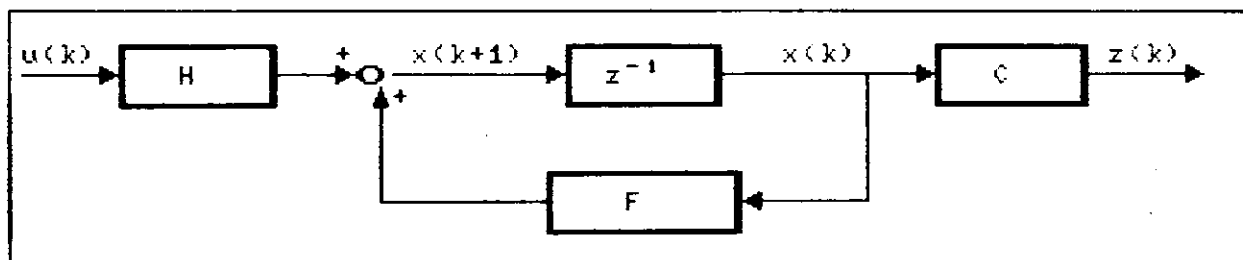 u(k)
H
+
+
x(k+1)
z⁻¹
x(k)
C
z(k)
F